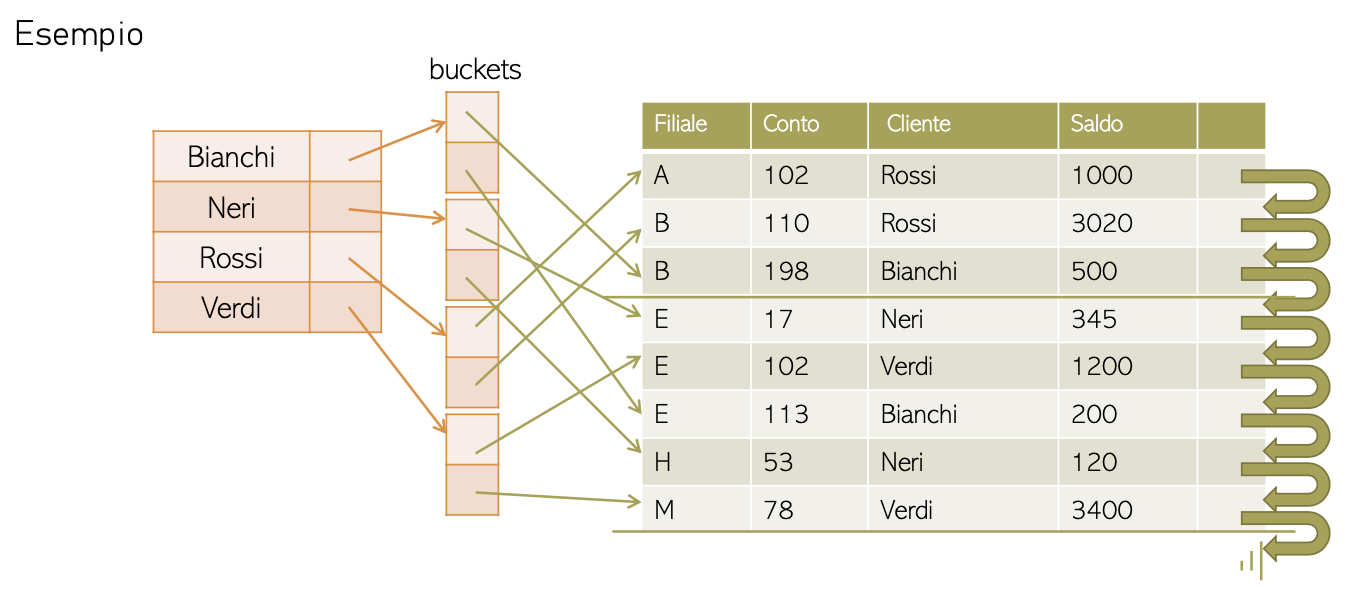 Esempio
buckets
Bianchi
Neri
Rossi
Verdi
Filiale Conto Cliente Saldo
A 102 Rossi 1000
B 110 Rossi 3020
B 198 Bianchi 500
E 17 Neri 345
E 102 Verdi 1200
E 113 Bianchi 200
H 53 Neri 120
M 78 Verdi 3400